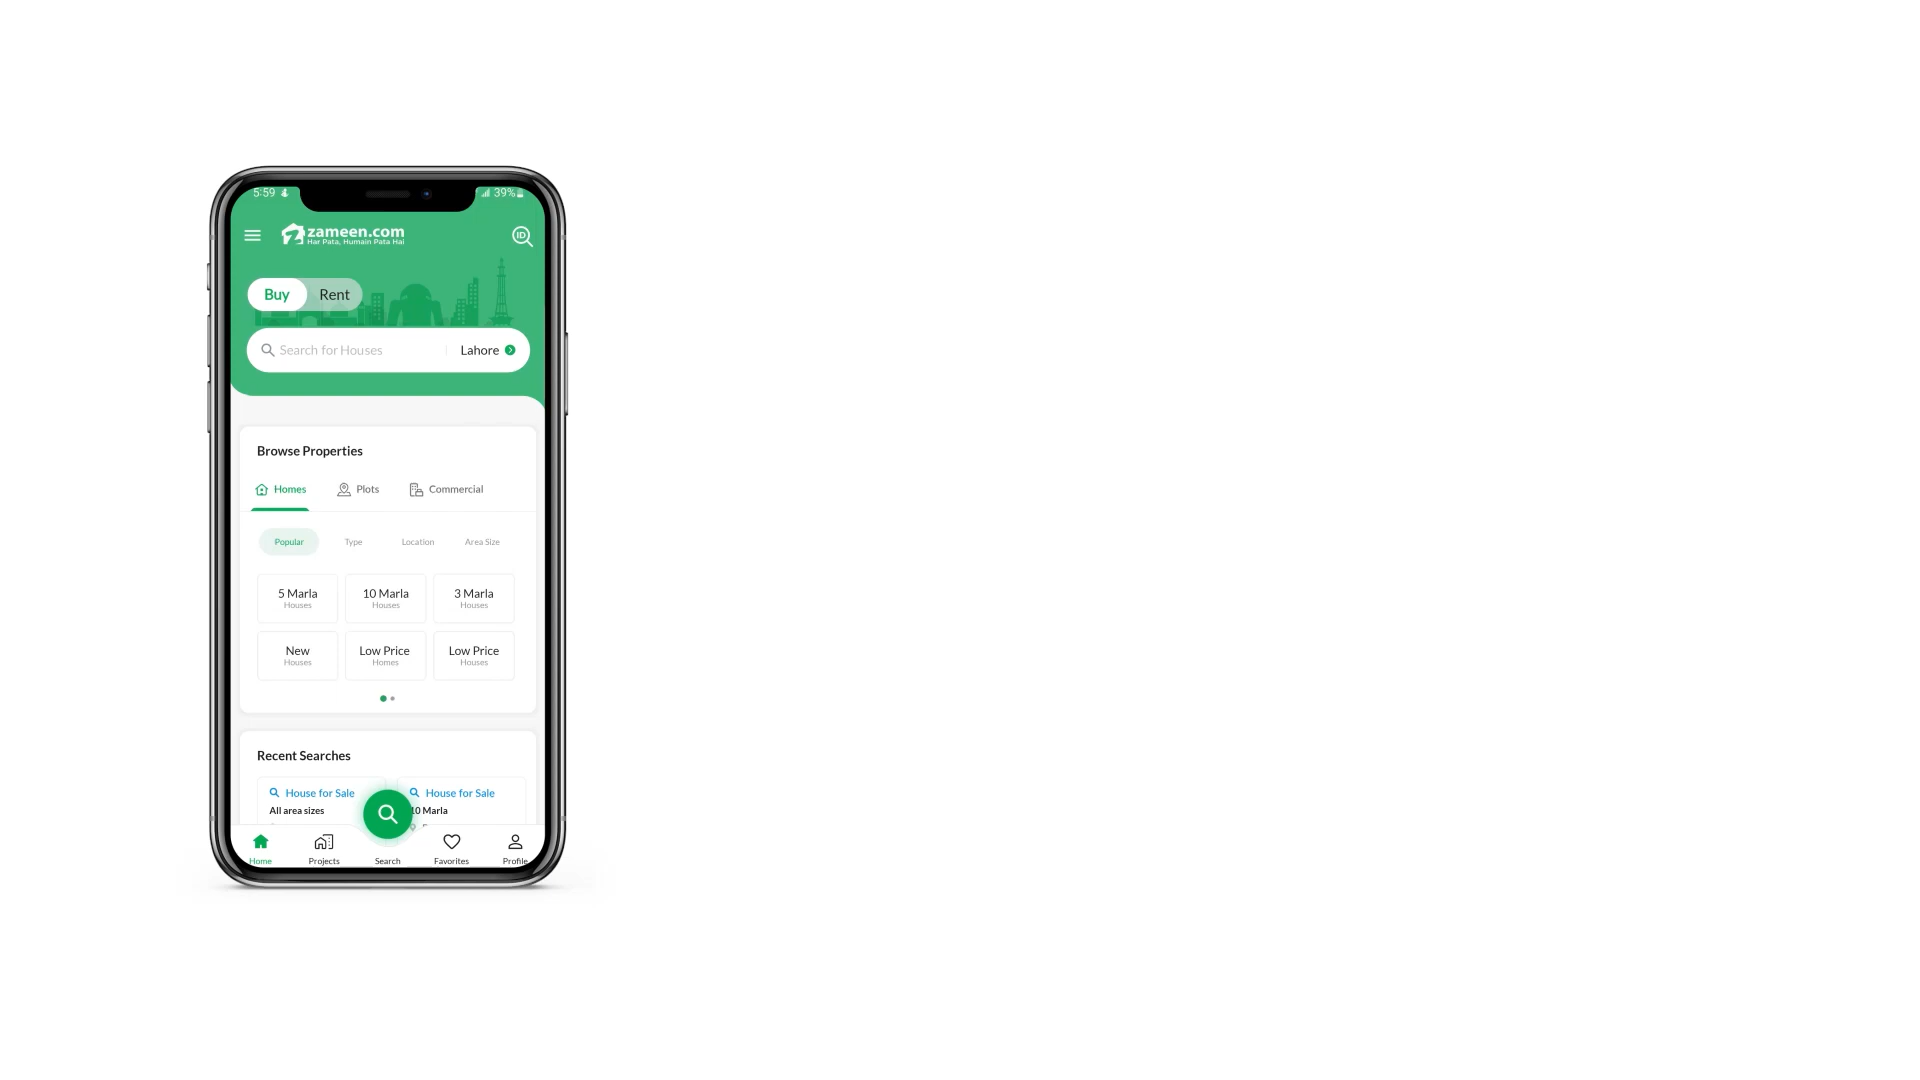 5:59
39%
zameen.com
Har Pata, Humain Pata Hai
ID
Buy
Rent
Search for Houses
Lahore
Browse Properties
Homes
Plots
Commercial
Popular
Type
Location
Area Size
5 Marla
Houses
10 Marla
Houses
3 Marla
Houses
New
Houses
Low Price
Homes
Low Price
Houses
Recent Searches
House for Sale
All area sizes
House for Sale
10 Marla
Home
Projects
Search
Favorites
Profile